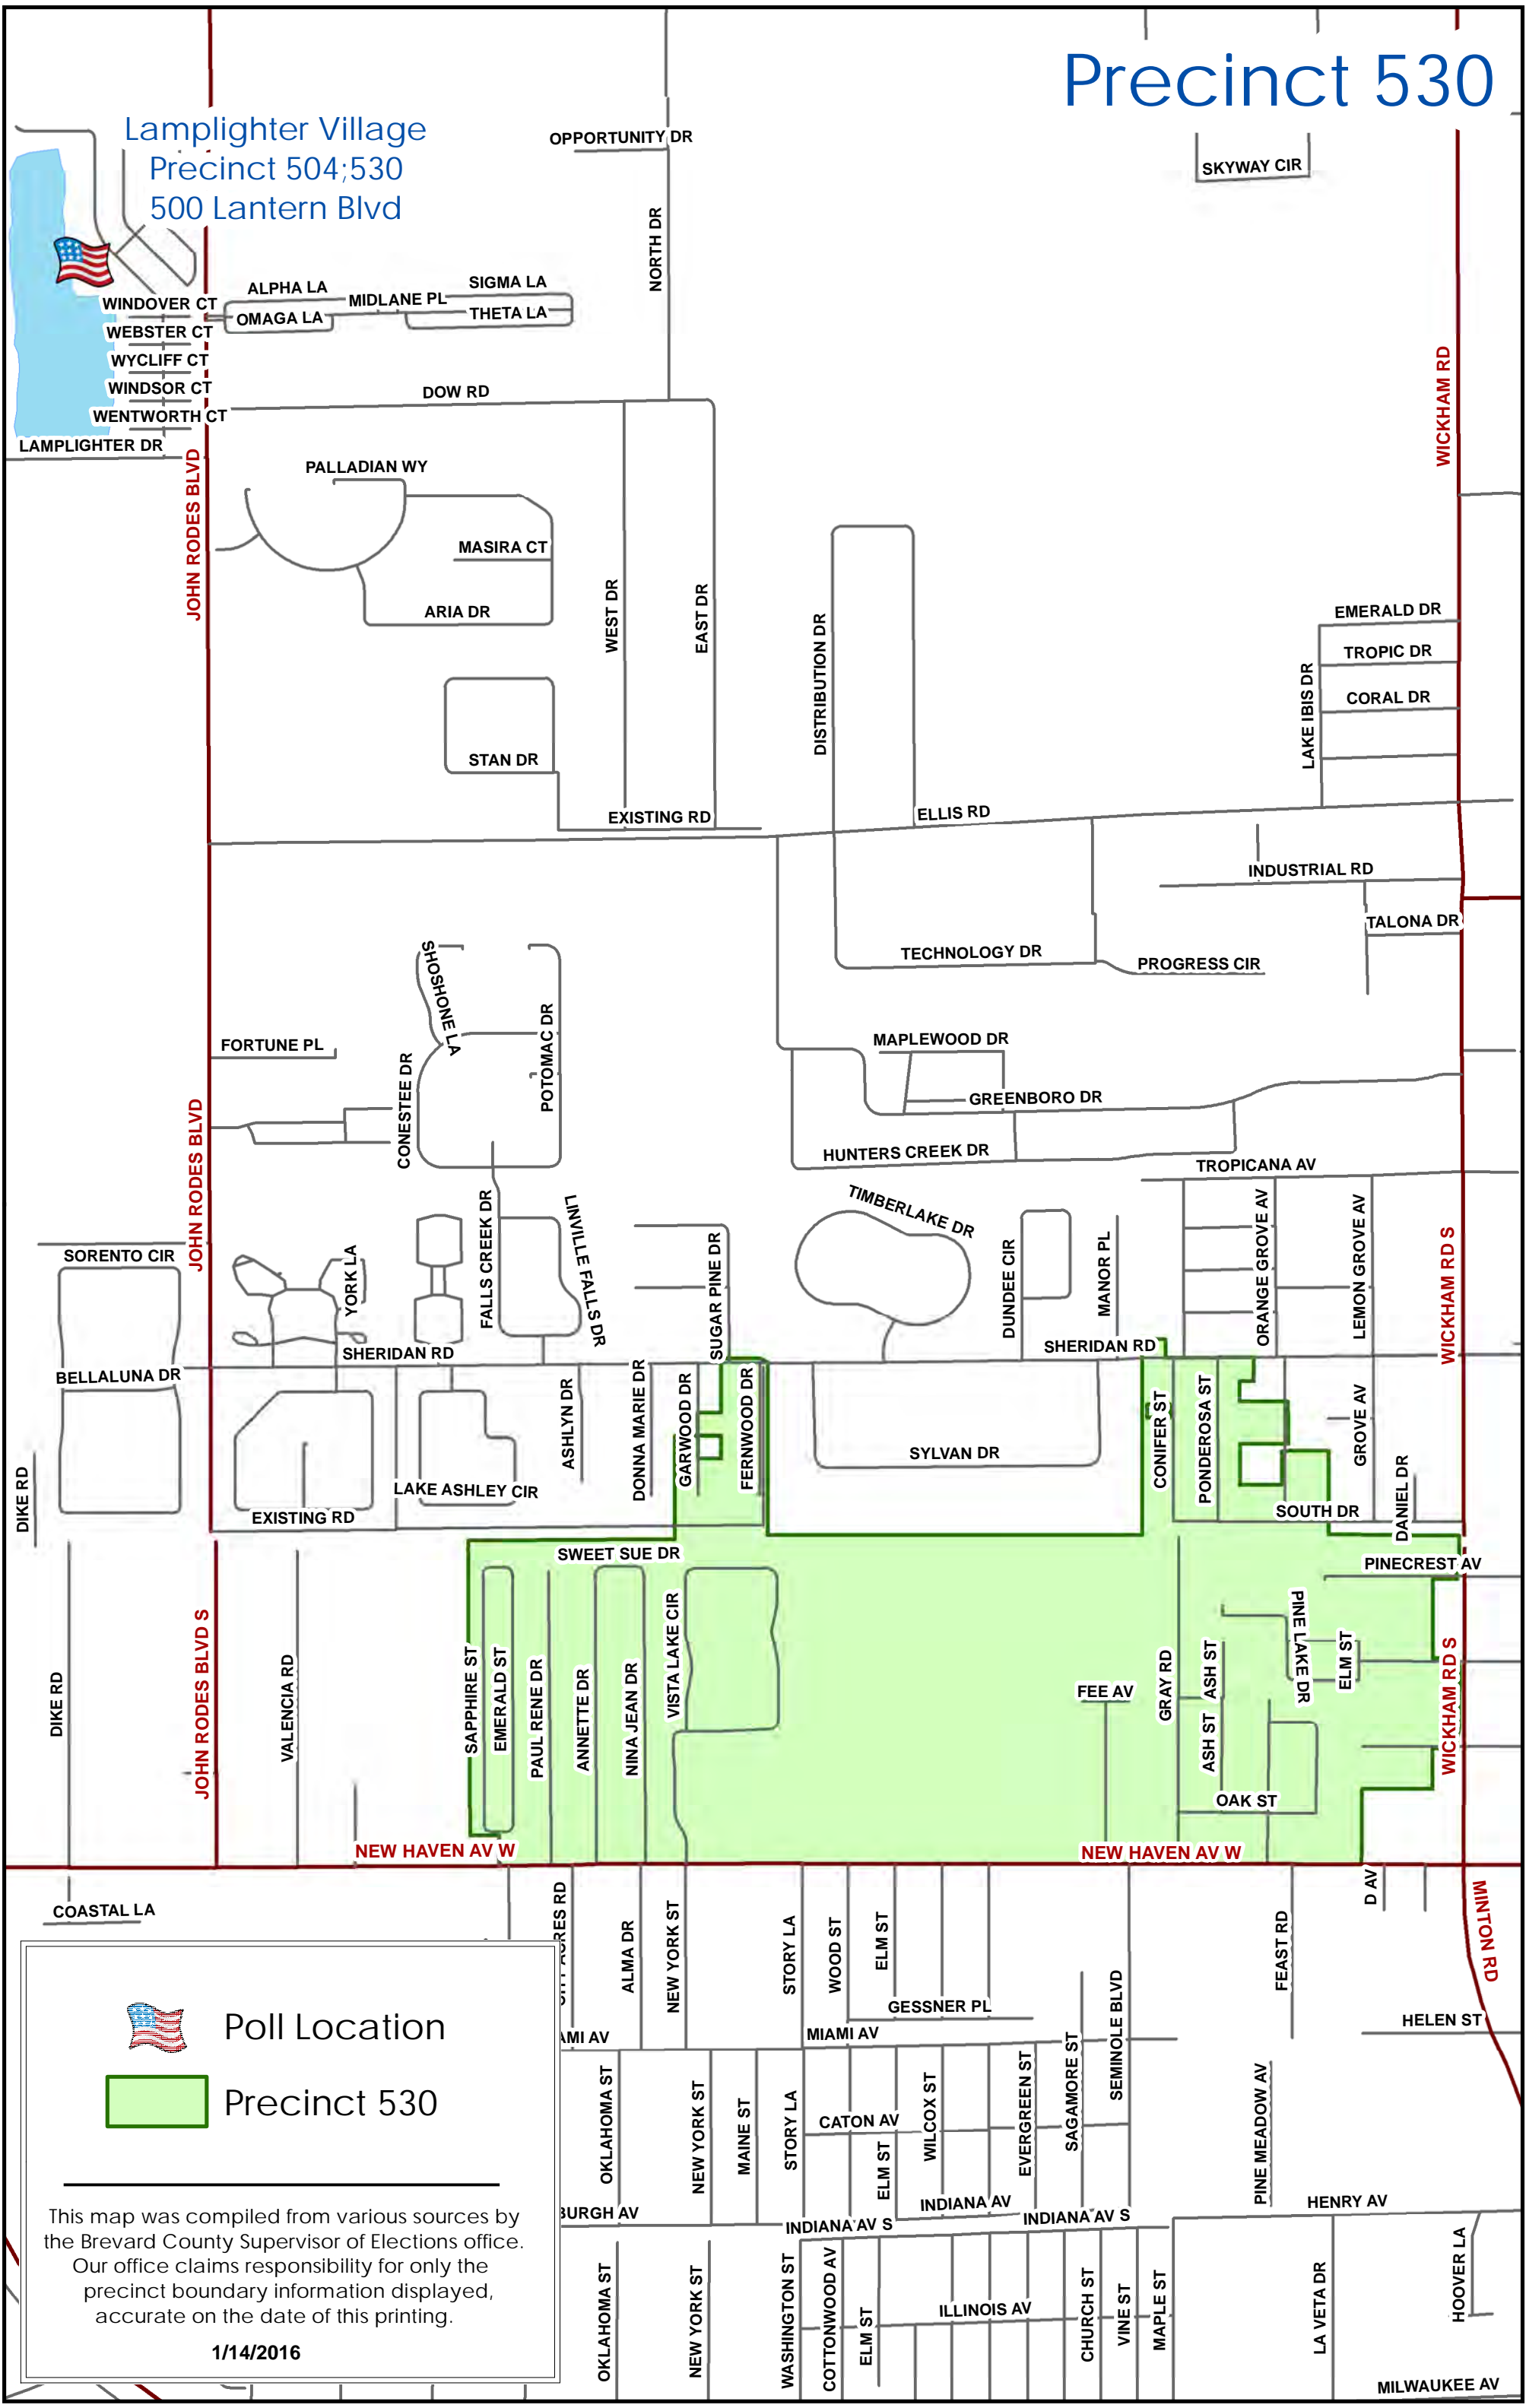 Precinct 530
Lamplighter Village
Precinct 504;530
500 Lantern Blvd
OPPORTUNITY DR
SKYWAY CIR
NORTH DR
ALPHA LA
SIGMA LA
MIDLANE PL
WINDOVER CT
OMAGA LA
THETA LA
WEBSTER CT
WYCLIFF CT
WINDSOR CT
DOW RD
WENTWORTH CT
LAMPLIGHTER DR
WICKHAM RD
JOHN RODES BLVD
PALLADIAN WY
MASIRA CT
ARIA DR
WEST DR
EAST DR
DISTRIBUTION DR
EMERALD DR
TROPIC DR
LAKE IBIS DR
CORAL DR
STAN DR
EXISTING RD
ELLIS RD
INDUSTRIAL RD
TALONA DR
TECHNOLOGY DR
PROGRESS CIR
SHOSHONE LA
POTOMAC DR
FORTUNE PL
CONESTEE DR
MAPLEWOOD DR
GREENBORO DR
JOHN RODES BLVD
HUNTERS CREEK DR
TROPICANA AV
TIMBERLAKE DR
SORENTO CIR
YORK LA
FALLS CREEK DR
LINVILLE FALLS DR
SUGAR PINE DR
DUNDEE CIR
MANOR PL
ORANGE GROVE AV
LEMON GROVE AV
WICKHAM RD S
SHERIDAN RD
SHERIDAN RD
BELLALUNA DR
ASHLYN DR
DONNA MARIE DR
GARWOOD DR
FERNWOOD DR
SYLVAN DR
CONIFER ST
PONDEROSA ST
GROVE AV
DANIEL DR
DIKE RD
LAKE ASHLEY CIR
EXISTING RD
SOUTH DR
SWEET SUE DR
PINECREST AV
DIKE RD
JOHN RODES BLVD S
VALENCIA RD
SAPPHIRE ST
EMERALD ST
PAUL RENE DR
ANNETTE DR
NINA JEAN DR
VISTA LAKE CIR
FEE AV
GRAY RD
ASH ST
ASH ST
PINE LAKE DR
ELM ST
WICKHAM RD S
OAK ST
NEW HAVEN AV W
NEW HAVEN AV W
COASTAL LA
ACRES RD
ALMA DR
NEW YORK ST
STORY LA
WOOD ST
ELM ST
GESSNER PL
SEMINOLE BLVD
FEAST RD
D AV
MINTON RD
HELEN ST
AMI AV
MIAMI AV
OKLAHOMA ST
NEW YORK ST
MAINE ST
STORY LA
CATON AV
ELM ST
WILCOX ST
EVERGREEN ST
SAGAMORE ST
PINE MEADOW AV
BURGH AV
INDIANA AV
INDIANA AV S
INDIANA AV S
HENRY AV
OKLAHOMA ST
NEW YORK ST
WASHINGTON ST
COTTONWOOD AV
ELM ST
ILLINOIS AV
CHURCH ST
VINE ST
MAPLE ST
LA VETA DR
HOOVER LA
MILWAUKEE AV
Poll Location
Precinct 530
This map was compiled from various sources by
the Brevard County Supervisor of Elections office.
Our office claims responsibility for only the
precinct boundary information displayed,
accurate on the date of this printing.
1/14/2016